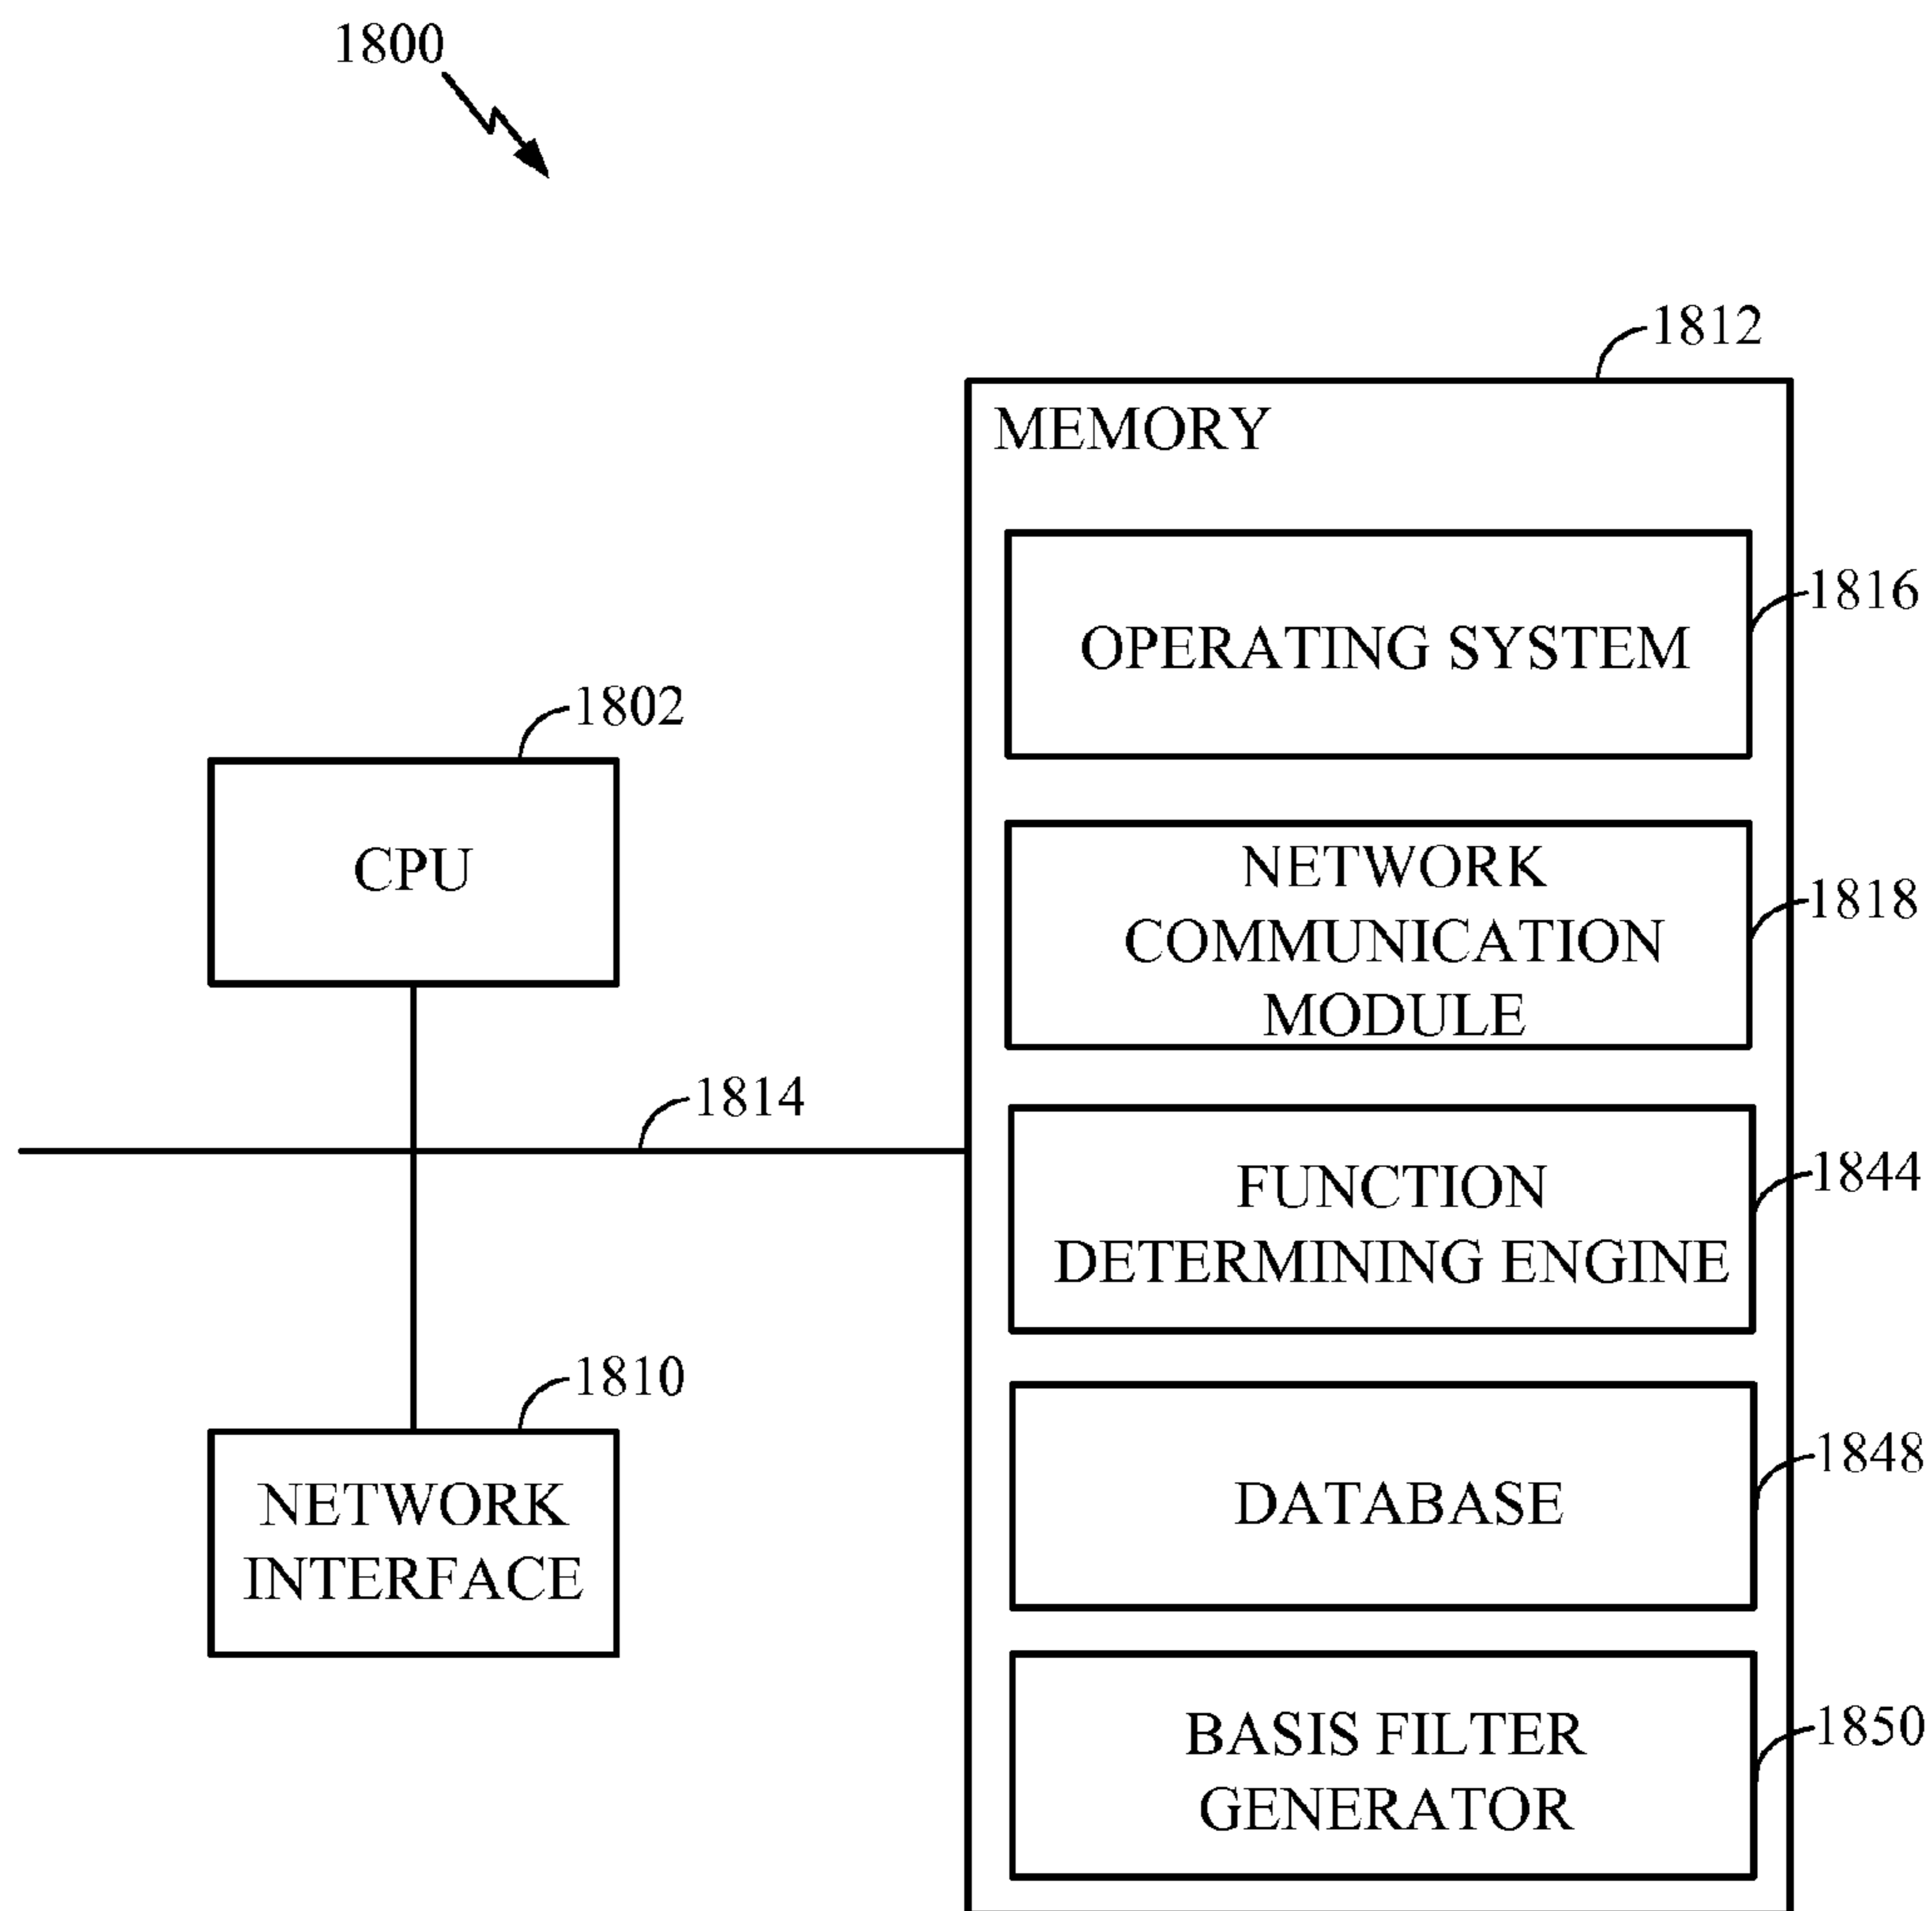 1800
1812
MEMORY
1816
OPERATING SYSTEM
1802
CPU
NETWORK
COMMUNICATION
MODULE
1818
1814
FUNCTION
DETERMINING ENGINE
1844
1810
NETWORK
INTERFACE
1848
DATABASE
BASIS FILTER
GENERATOR
1850